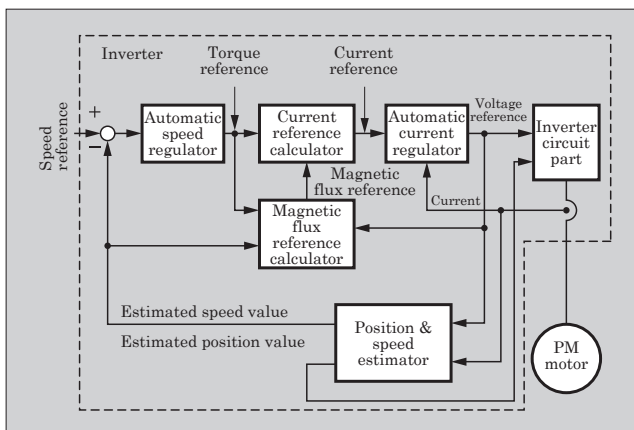 Inverter
Torque
reference
Current
reference
Voltage
reference
+
−
Speed
reference
Automatic
speed
regulator
Current
reference
calculator
Automatic
current
regulator
Inverter
circuit
part
Magnetic
flux reference
Current
Magnetic
flux
reference
calculator
Estimated speed value
Estimated position value
Position &
speed
estimator
PM
motor